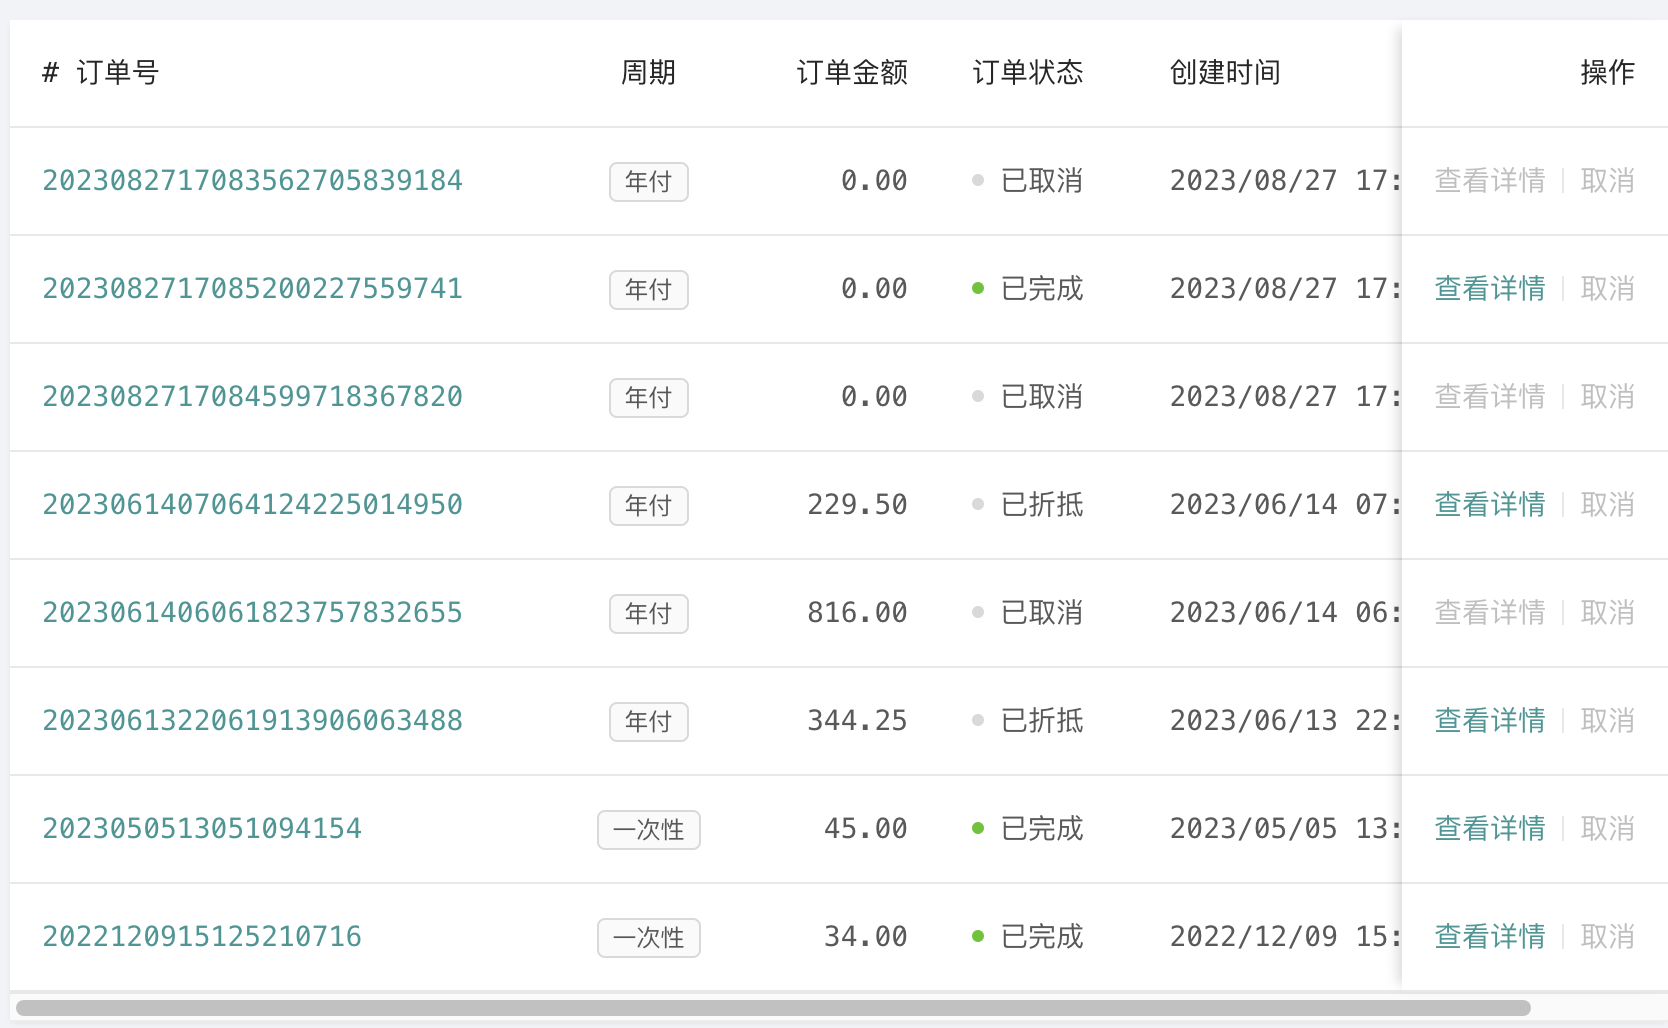 # 订单号 周期 订单金额 订单状态 创建时间 操作
2023082717083562705839184 年付 0.00 已取消 2023/08/27 17: 查看详情 取消
2023082717085200227559741 年付 0.00 已完成 2023/08/27 17: 查看详情 取消
2023082717084599718367820 年付 0.00 已取消 2023/08/27 17: 查看详情 取消
2023061407064124225014950 年付 229.50 已折抵 2023/06/14 07: 查看详情 取消
2023061406061823757832655 年付 816.00 已取消 2023/06/14 06: 查看详情 取消
2023061322061913906063488 年付 344.25 已折抵 2023/06/13 22: 查看详情 取消
2023050513051094154 一次性 45.00 已完成 2023/05/05 13: 查看详情 取消
2022120915125210716 一次性 34.00 已完成 2022/12/09 15: 查看详情 取消